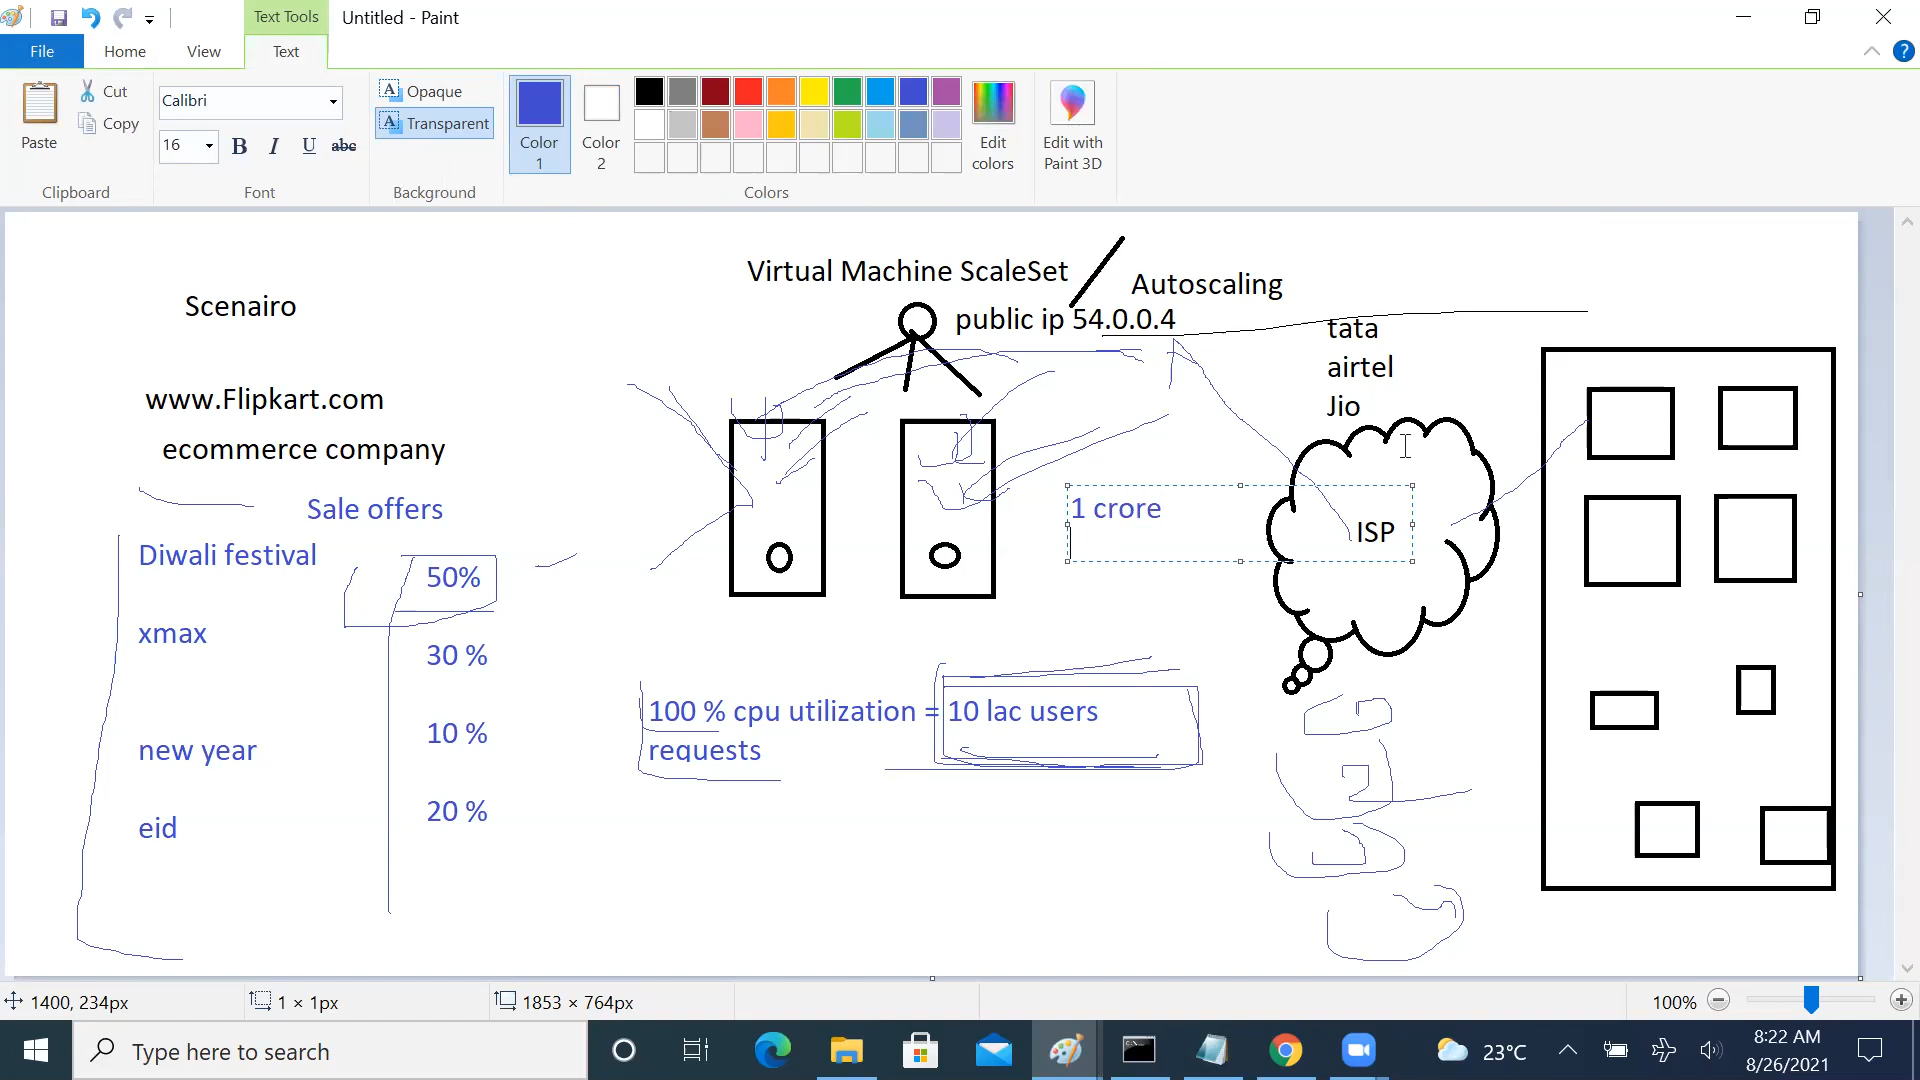 Text Tools
Untitled - Paint
File
Home
View
Text
Paste
Cut
Copy
Clipboard
Calibri
16
B I U abc
Font
Opaque
Transparent
Background
Color 1
Color 2
Colors
Edit colors
Edit with Paint 3D
Scenairo
www.Flipkart.com
ecommerce company
Sale offers
Diwali festival
50%
xmax
30 %
new year
10 %
eid
20 %
Virtual Machine ScaleSet
Autoscaling
public ip 54.0.0.4
tata
airtel
Jio
1 crore
ISP
100 % cpu utilization = 10 lac users
requests
1400, 234px
1 × 1px
1853 × 764px
100%
Type here to search
23°C
8:22 AM
8/26/2021